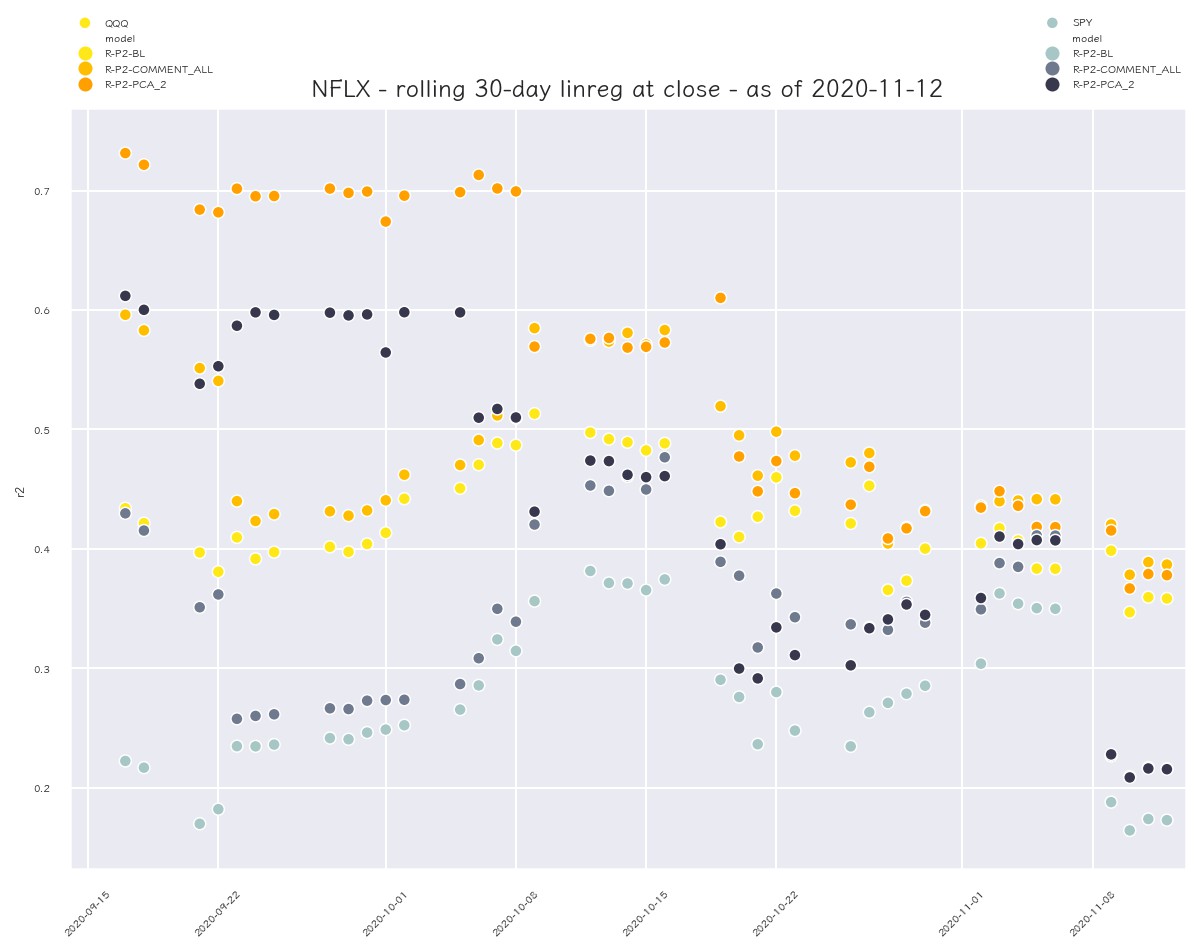 QQQ
model
R-P2-BL
R-P2-COMMENT_ALL
R-P2-PCA_2
SPY
model
R-P2-BL
R-P2-COMMENT_ALL
R-P2-PCA_2
NFLX - rolling 30-day linreg at close - as of 2020-11-12
0.7
0.6
0.5
0.4
0.3
0.2
r2
2020-09-15
2020-09-22
2020-10-01
2020-10-08
2020-10-15
2020-10-22
2020-11-01
2020-11-08